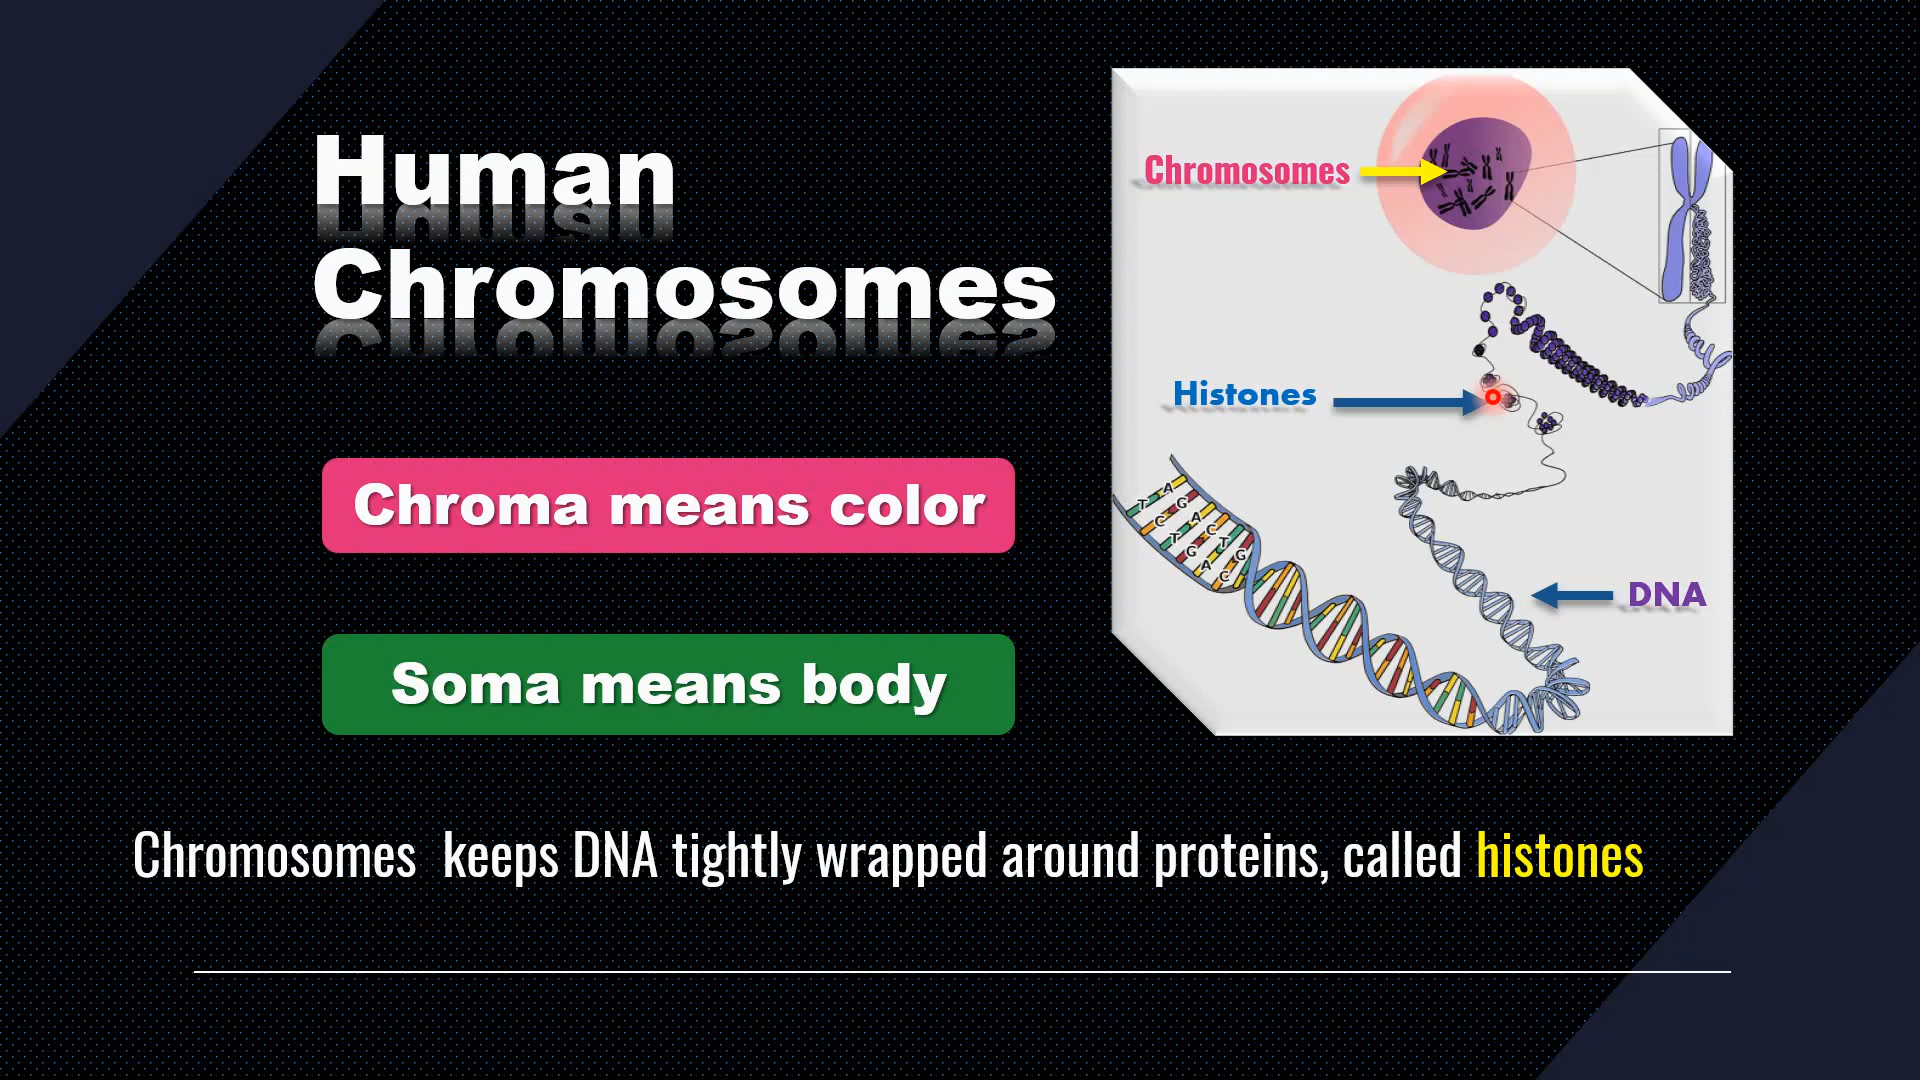 Human
Chromosomes
Chroma means color
Soma means body
Chromosomes
Histones
DNA
T A
C G
T A
G C
A T
C G
Chromosomes keeps DNA tightly wrapped around proteins, called histones